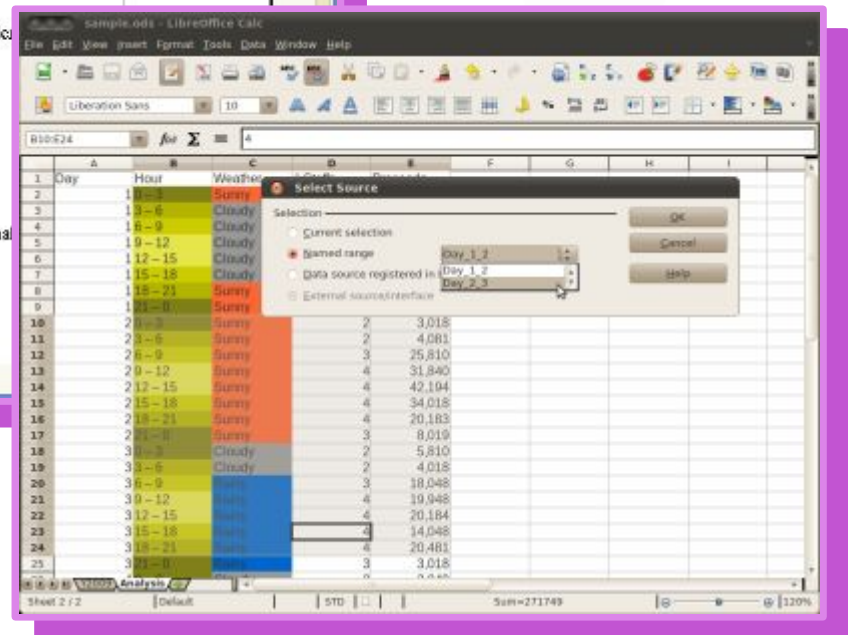 sample.ods - LibreOffice Calc
File Edit View Insert Format Tools Data Window Help
Liberation Sans 10
B10:E24 f(x) Σ = 4
A B C D E F G H I
1 Day Hour Weather
2 1 0 – 3 Sunny
3 1 3 – 6 Cloudy
4 1 6 – 9 Cloudy
5 1 9 – 12 Cloudy
6 1 12 – 15 Cloudy
7 1 15 – 18 Cloudy
8 1 18 – 21 Sunny
9 1 21 – 0 Sunny
Select Source
Selection
Current selection
Named range Day_1_2
Data source registered in
Day_1_2
Day_2_3
External source/interface
OK
Cancel
Help
10 2 0 – 3 Sunny 2 3,018
11 2 3 – 6 Sunny 2 4,081
12 2 6 – 9 Sunny 3 25,810
13 2 9 – 12 Sunny 4 31,840
14 2 12 – 15 Sunny 4 42,194
15 2 15 – 18 Sunny 4 34,018
16 2 18 – 21 Sunny 4 20,183
17 2 21 – 0 Sunny 3 8,019
18 3 0 – 3 Cloudy 2 5,810
19 3 3 – 6 Cloudy 2 4,018
20 3 6 – 9 3 18,048
21 3 9 – 12 4 19,948
22 3 12 – 15 4 20,184
23 3 15 – 18 4 14,048
24 3 18 – 21 4 20,481
25 3 21 – 0 3 3,018
Analysis
Sheet 2 / 2 Default STD Sum=271749 120%